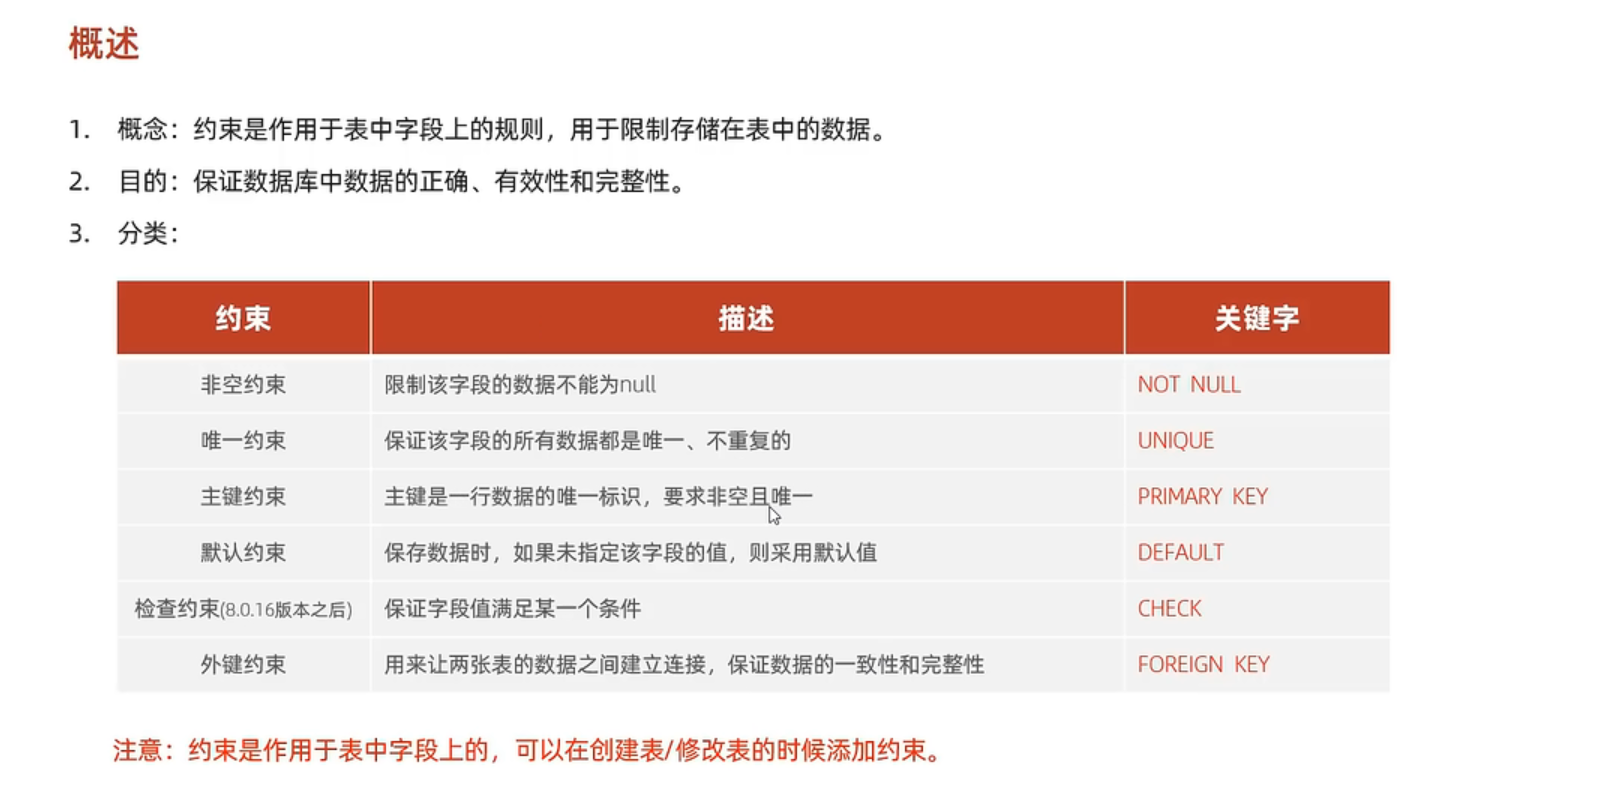 概述
1. 概念：约束是作用于表中字段上的规则，用于限制存储在表中的数据。
2. 目的：保证数据库中数据的正确、有效性和完整性。
3. 分类：
约束 描述 关键字
非空约束 限制该字段的数据不能为null NOT NULL
唯一约束 保证该字段的所有数据都是唯一、不重复的 UNIQUE
主键约束 主键是一行数据的唯一标识，要求非空且唯一 PRIMARY KEY
默认约束 保存数据时，如果未指定该字段的值，则采用默认值 DEFAULT
检查约束(8.0.16版本之后) 保证字段值满足某一个条件 CHECK
外键约束 用来让两张表的数据之间建立连接，保证数据的一致性和完整性 FOREIGN KEY
注意：约束是作用于表中字段上的，可以在创建表/修改表的时候添加约束。